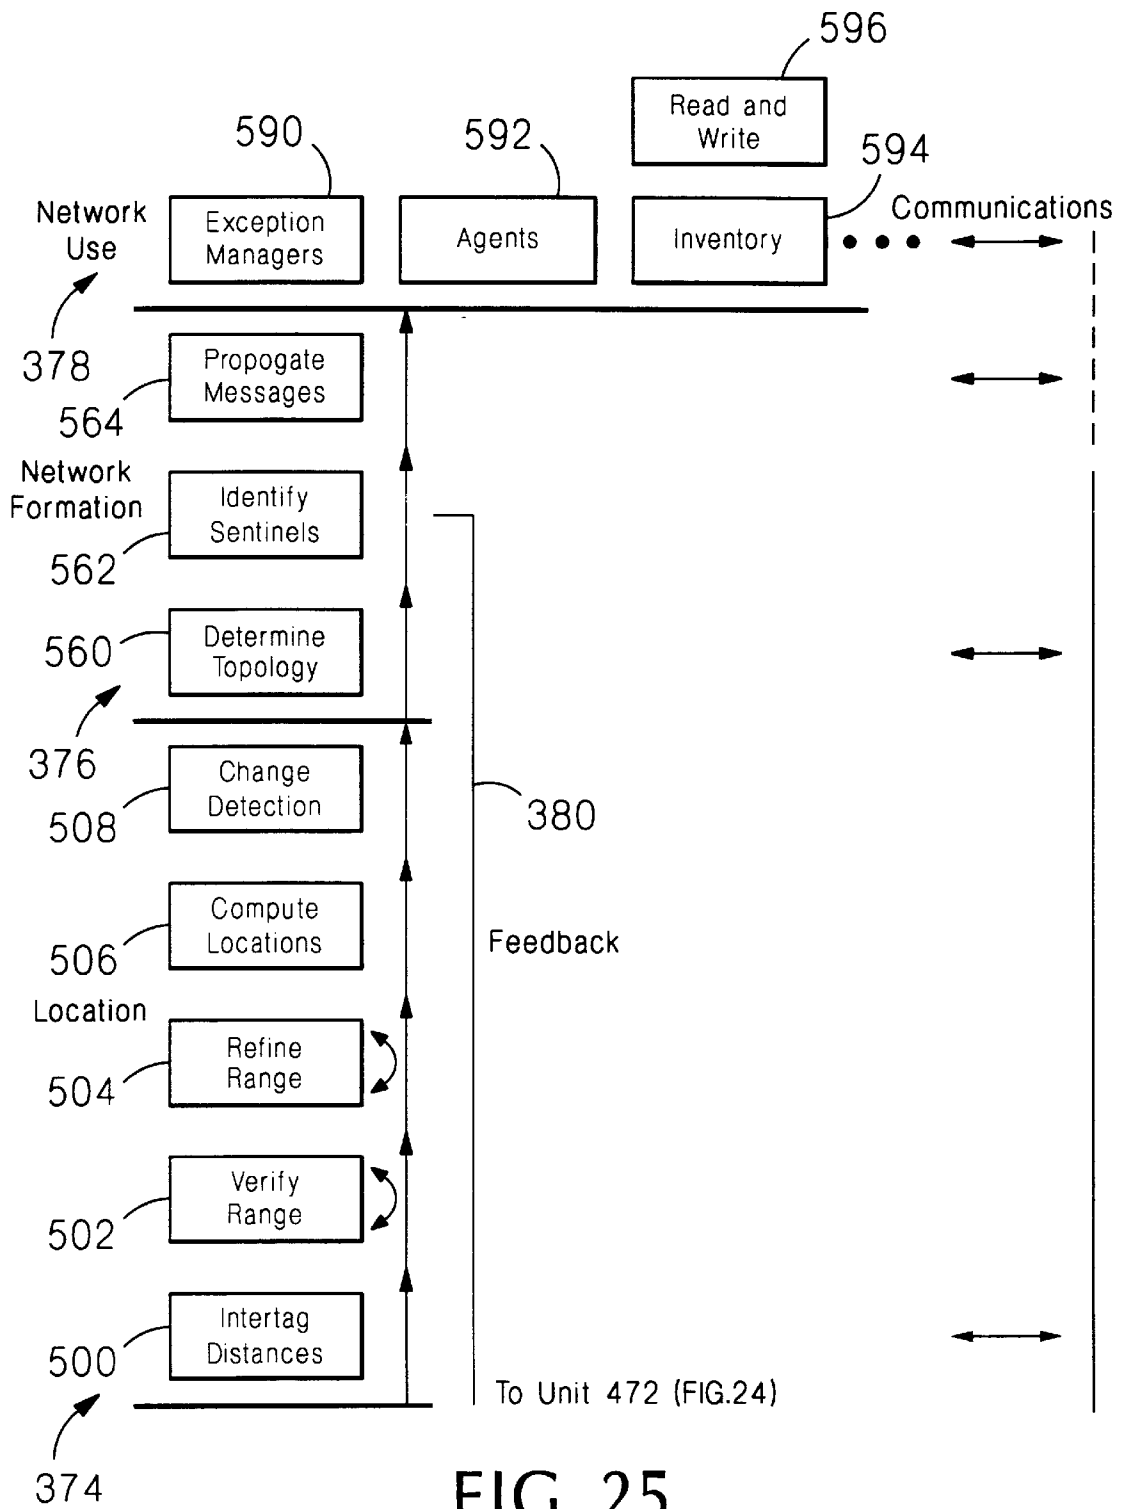 596
Read and
Write
590
592
594
Network
Use
Exception
Managers
Agents
Inventory
Communications
378
Propogate
Messages
564
Network
Formation
Identify
Sentinels
562
560
Determine
Topology
376
Change
Detection
508
380
Compute
Locations
506
Feedback
Location
Refine
Range
504
Verify
Range
502
Intertag
Distances
500
To Unit 472 (FIG.24)
374
FIG. 25